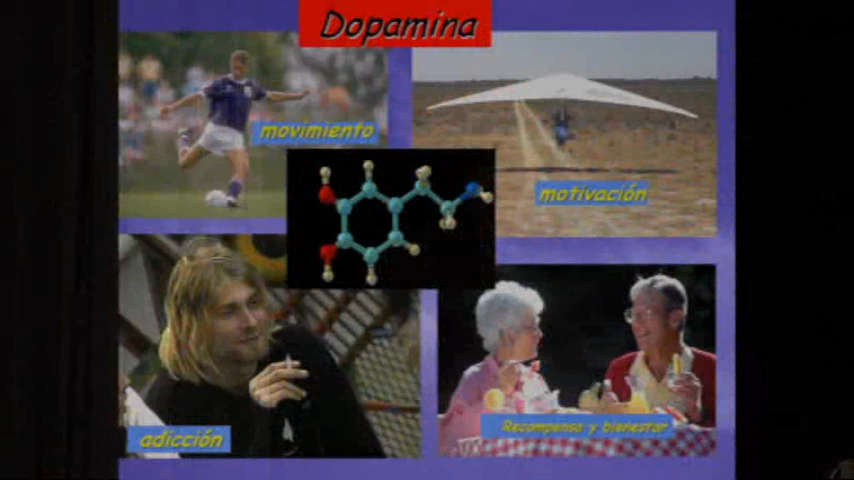 Dopamina
movimiento
motivación
adicción
Recompensa y bienestar